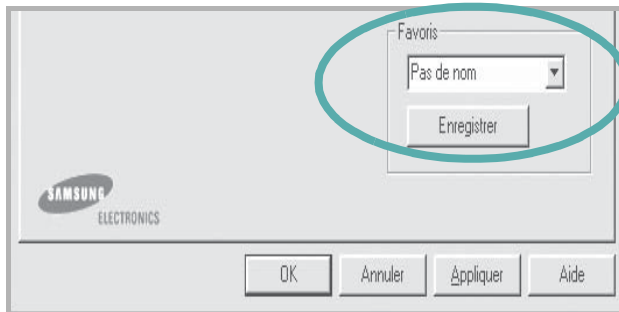 Favoris
Pas de nom
Enregistrer
SAMSUNG
ELECTRONICS
OK
Annuler
Appliquer
Aide